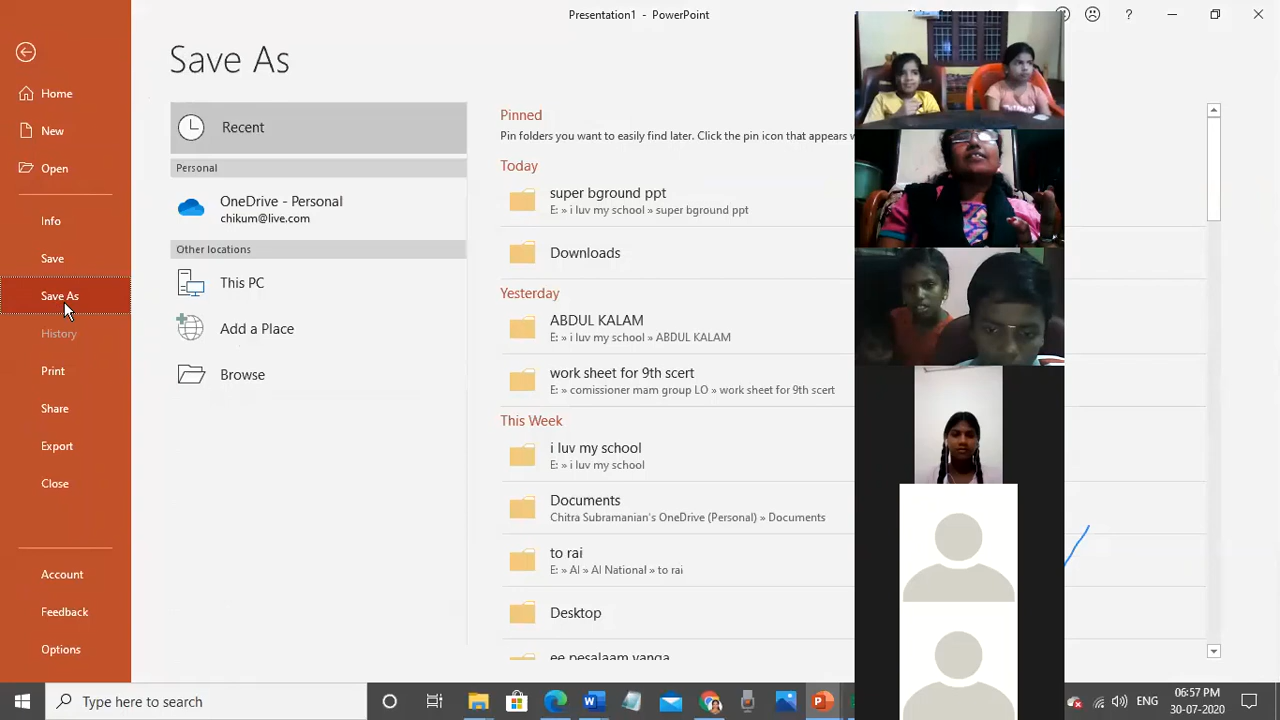 Presentation1 - PowerPoint
?
Save As
Home
New
Open
Info
Save
Save As
History
Print
Share
Export
Close
Account
Feedback
Options
Recent
Personal
OneDrive - Personal
chikum@live.com
Other locations
This PC
Add a Place
Browse
Pinned
Pin folders you want to easily find later. Click the pin icon that appears
Today
super bground ppt
E: » i luv my school » super bground ppt
Downloads
Yesterday
ABDUL KALAM
E: » i luv my school » ABDUL KALAM
work sheet for 9th scert
E: » comissioner mam group LO » work sheet for 9th scert
This Week
i luv my school
E: » i luv my school
Documents
Chitra Subramanian's OneDrive (Personal) » Documents
to rai
E: » AI » AI National » to rai
Desktop
ee pesalaam vanga
Type here to search
ENG
06:57 PM
30-07-2020